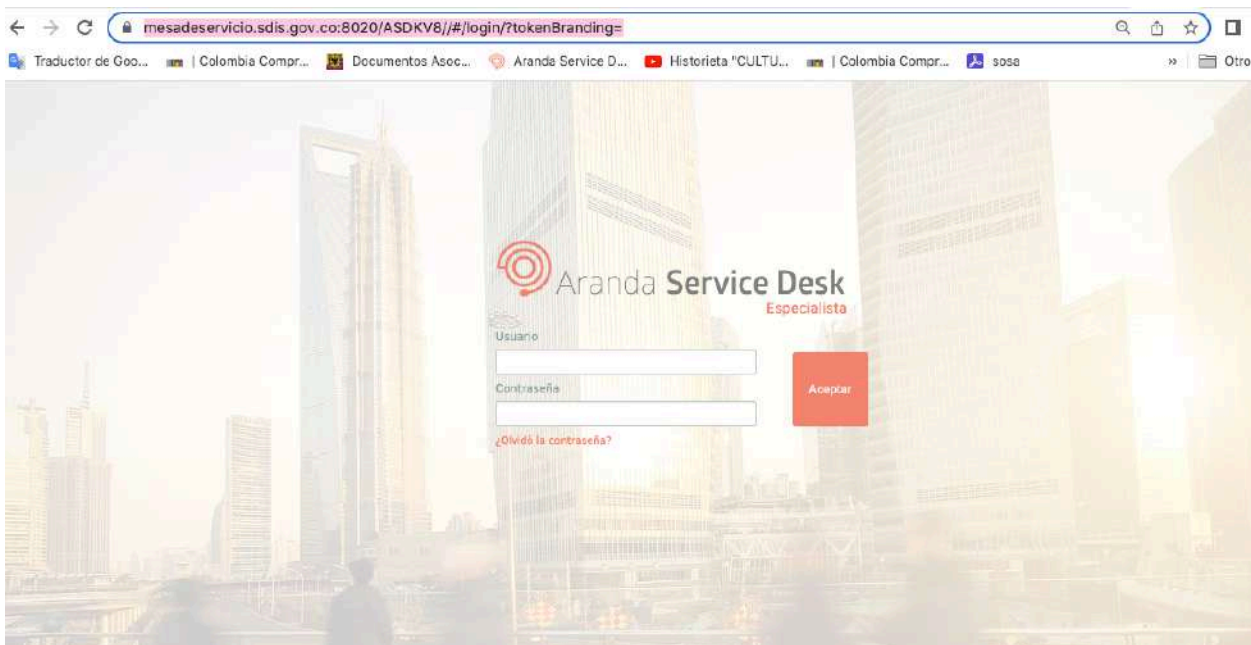 mesadeservicio.sdis.gov.co:8020/ASDKV8//#/login/?tokenBranding=
Traductor de Goo... | Colombia Compr... Documentos Asoc... Aranda Service D... Historieta "CULTU... | Colombia Compr... sosa » Otro
Aranda Service Desk
Especialista
Usuario
Contraseña
Aceptar
¿Olvidó la contraseña?